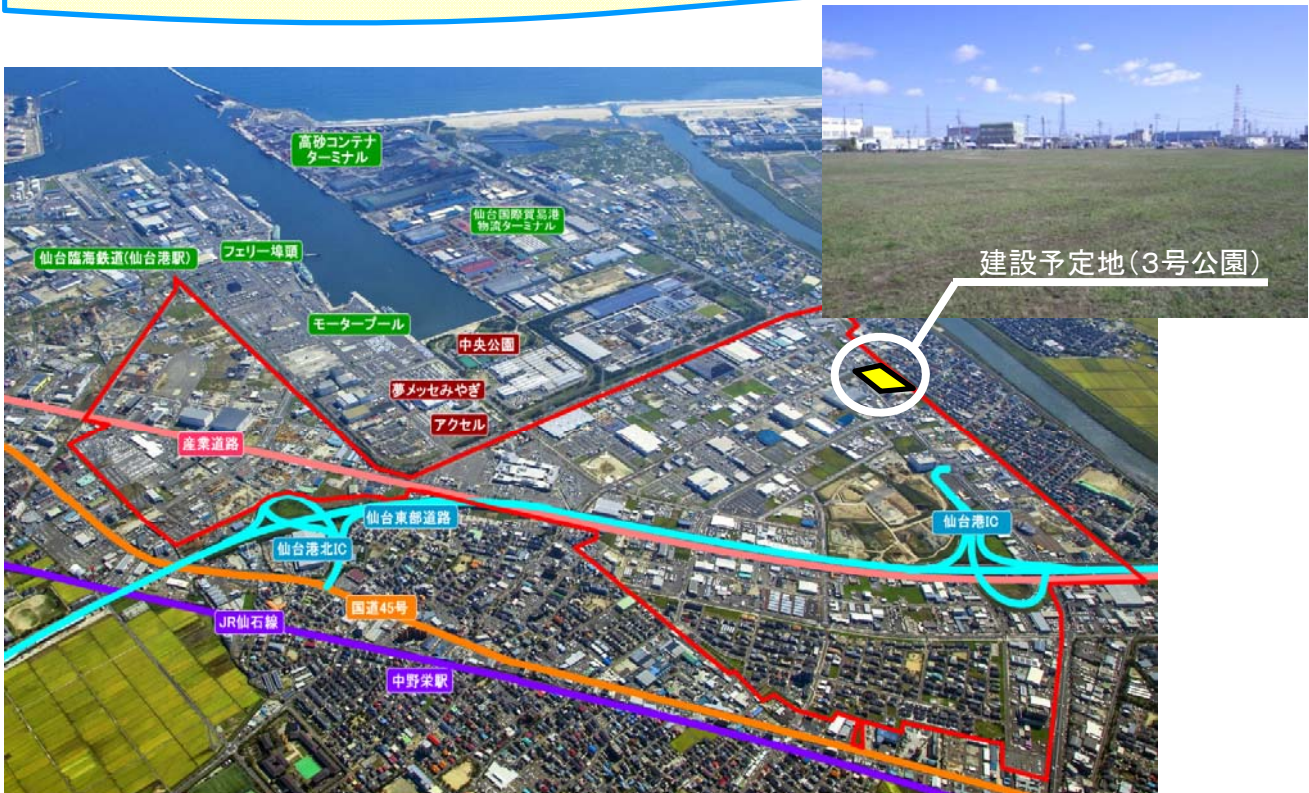 高砂コンテナ
ターミナル
仙台国際貿易港
物流ターミナル
仙台臨海鉄道(仙台港駅)
フェリー埠頭
建設予定地(3号公園)
モータープール
中央公園
夢メッセみやぎ
アクセル
産業道路
仙台東部道路
仙台港IC
仙台港北IC
国道45号
JR仙石線
中野栄駅